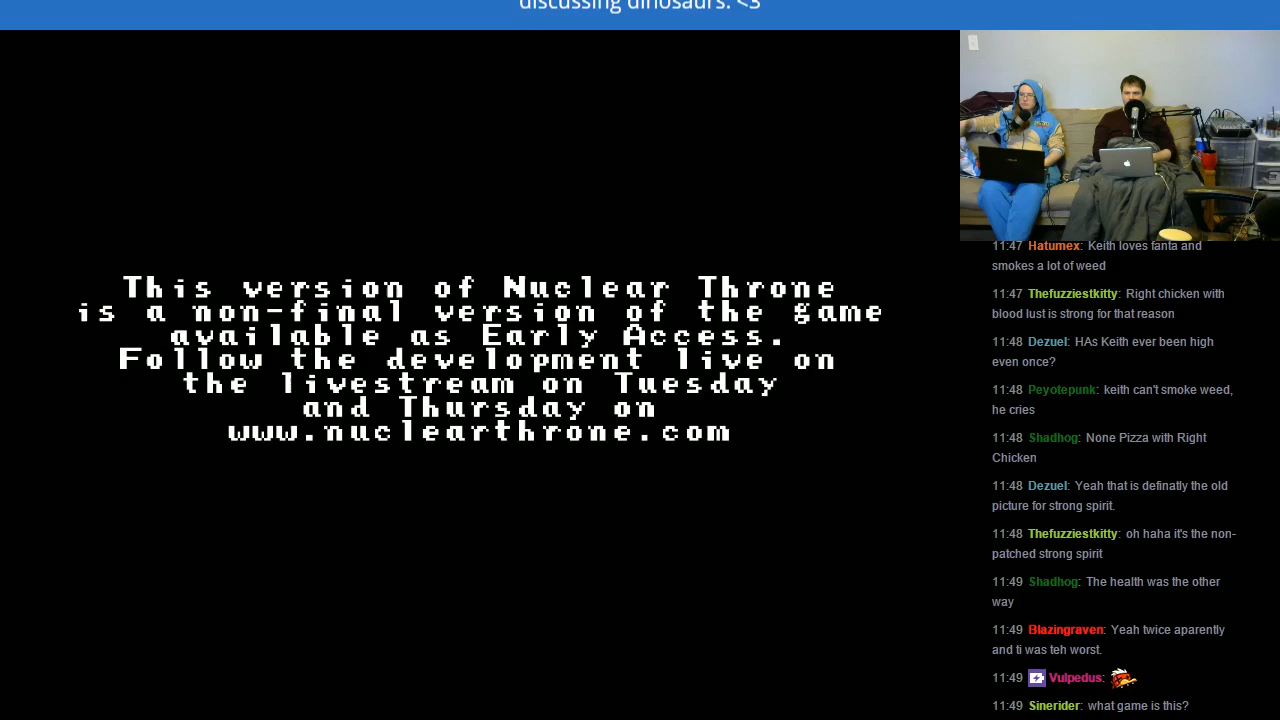 discussing dinosaurs. <3
This version of Nuclear Throne
is a non-final version of the game
available as Early Access.
Follow the development live on
the livestream on Tuesday
and Thursday on
www.nuclearthrone.com
11:47 Hatumex: Keith loves fanta and
smokes a lot of weed
11:47 Thefuzziestkitty: Right chicken with
blood lust is strong for that reason
11:48 Dezuel: HAs Keith ever been high
even once?
11:48 Peyotepunk: keith can't smoke weed,
he cries
11:48 Shadhog: None Pizza with Right
Chicken
11:48 Dezuel: Yeah that is definatly the old
picture for strong spirit.
11:48 Thefuzziestkitty: oh haha it's the non-
patched strong spirit
11:49 Shadhog: The health was the other
way
11:49 Blazingraven: Yeah twice aparently
and ti was teh worst.
11:49 Vulpedus:
11:49 Sinerider: what game is this?